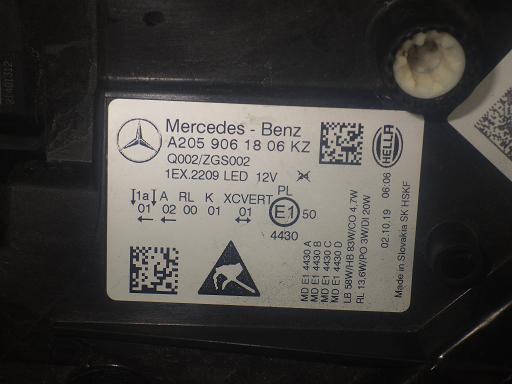 Mercedes - Benz
A205 906 18 06 KZ
Q002/ZGS002
1EX.2209 LED 12V
PL
1a A RL K XCVERT
01 02 00 01 01
E1 50
4430
HELLA
MD E1 4430 A
MD E1 4430 B
MD E1 4430 C
MD E1 4430 D
LB 58W/HB 83W/CO 4.7W
RL 13,6W/PO 3W/DI 20W
02.10.19 06:06
Made in Slovakia SK HSKF